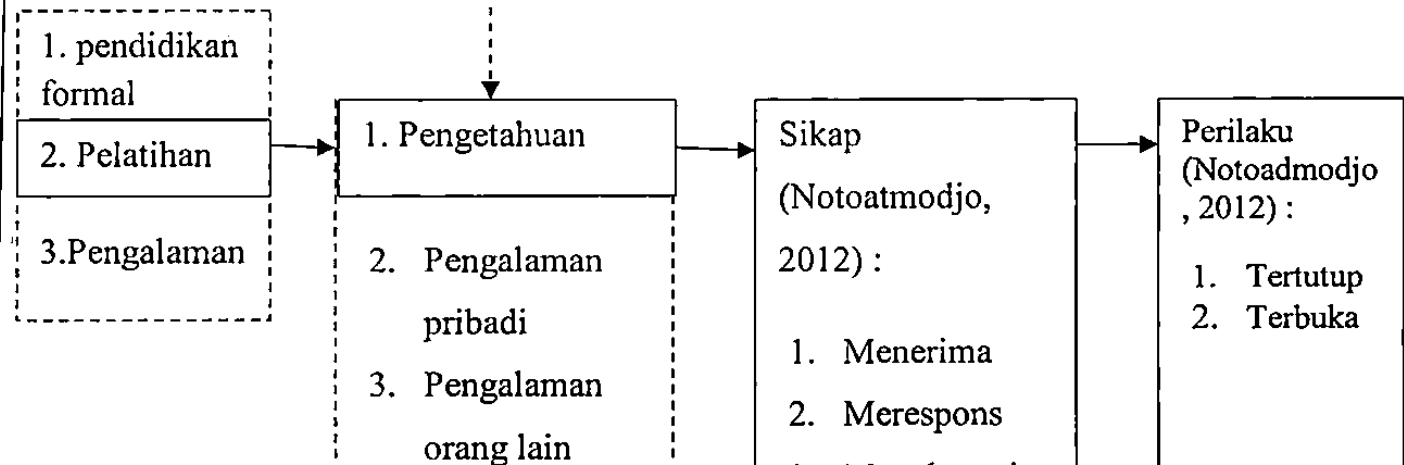 1. pendidikan
formal
2. Pelatihan
3.Pengalaman
1. Pengetahuan
2. Pengalaman
pribadi
3. Pengalaman
orang lain
Sikap
(Notoatmodjo,
2012) :
1. Menerima
2. Merespons
Perilaku
(Notoadmodjo
, 2012) :
1. Tertutup
2. Terbuka